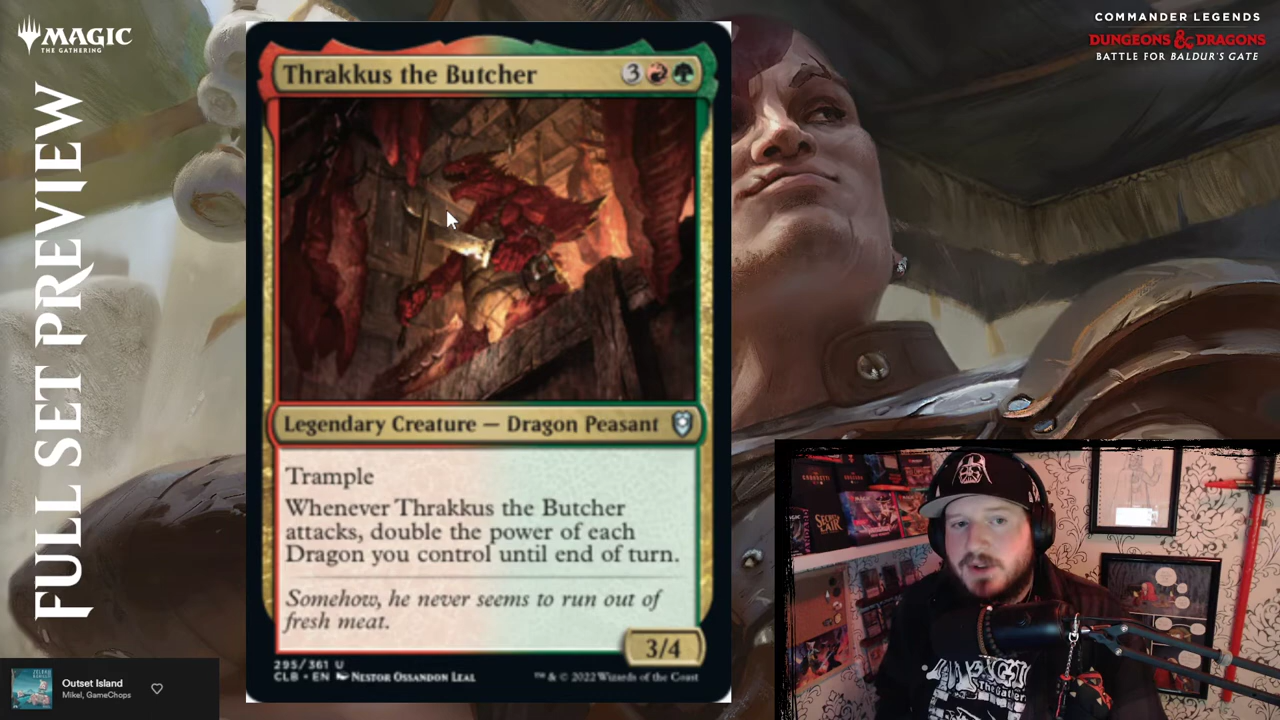 MAGIC
THE GATHERING
FULL SET PREVIEW
COMMANDER LEGENDS
DUNGEONS & DRAGONS
BATTLE FOR BALDUR'S GATE
Thrakkus the Butcher
3
Legendary Creature — Dragon Peasant
Trample
Whenever Thrakkus the Butcher
attacks, double the power of each
Dragon you control until end of turn.
Somehow, he never seems to run out of
fresh meat.
3/4
295/361 U
CLB • EN NESTOR OSSANDON LEAL
™ & © 2022 Wizards of the Coast
Outset Island
Mikel, GameChops
SECRET
LAIR